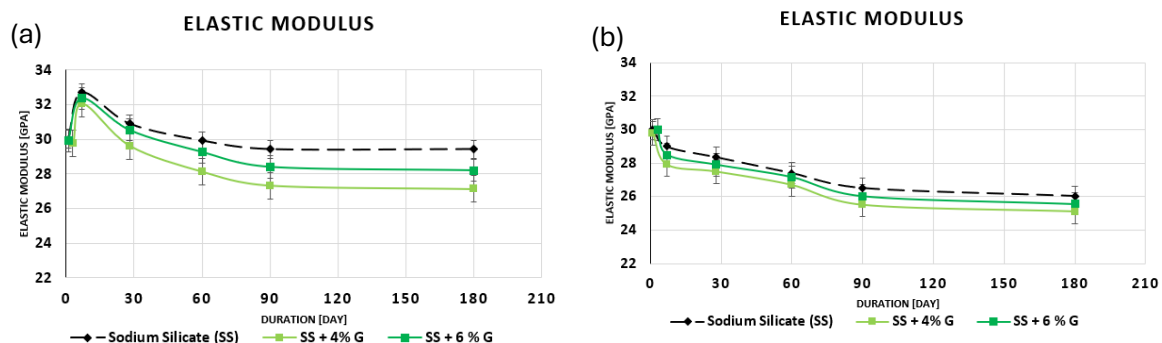 (a)
ELASTIC MODULUS
ELASTIC MODULUS [GPA]
34
32
30
28
26
24
22
0 30 60 90 120 150 180 210
DURATION [DAY]
Sodium Silicate (SS) SS + 4% G SS + 6 % G
(b)
ELASTIC MODULUS
ELASTIC MODULUS [GPA]
34
32
30
28
26
24
22
0 30 60 90 120 150 180 210
DURATION [DAY]
Sodium Silicate (SS) SS + 4% G SS + 6 % G